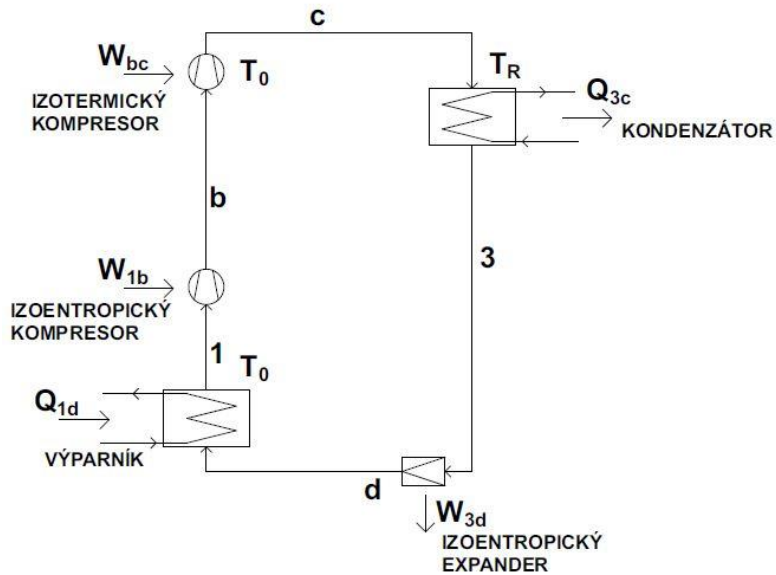 c
W_bc
T_0
IZOTERMICKÝ
KOMPRESOR
T_R
Q_3c
KONDENZÁTOR
b
3
W_1b
IZOENTROPICKÝ
KOMPRESOR
1
T_0
Q_1d
VÝPARNÍK
d
W_3d
IZOENTROPICKÝ
EXPANDER